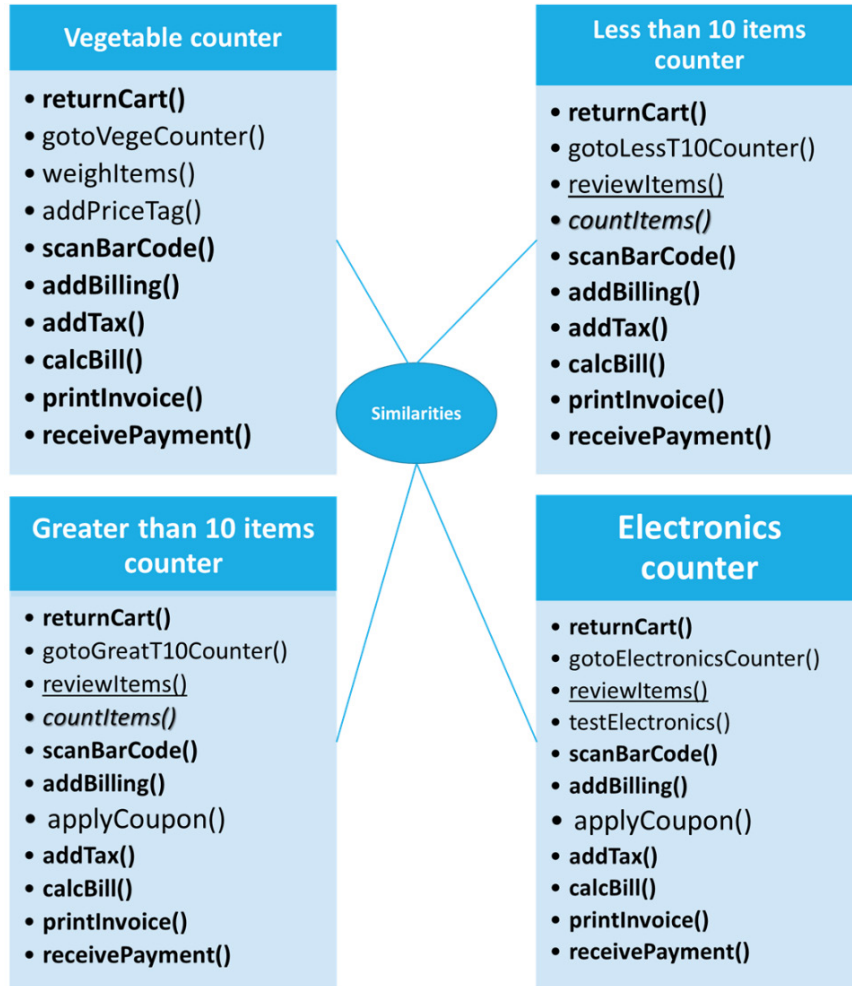 Vegetable counter
• returnCart()
• gotoVegeCounter()
• weighItems()
• addPriceTag()
• scanBarCode()
• addBilling()
• addTax()
• calcBill()
• printInvoice()
• receivePayment()
Less than 10 items
counter
• returnCart()
• gotoLessT10Counter()
• reviewItems()
• countItems()
• scanBarCode()
• addBilling()
• addTax()
• calcBill()
• printInvoice()
• receivePayment()
Similarities
Greater than 10 items
counter
• returnCart()
• gotoGreatT10Counter()
• reviewItems()
• countItems()
• scanBarCode()
• addBilling()
• applyCoupon()
• addTax()
• calcBill()
• printInvoice()
• receivePayment()
Electronics
counter
• returnCart()
• gotoElectronicsCounter()
• reviewItems()
• testElectronics()
• scanBarCode()
• addBilling()
• applyCoupon()
• addTax()
• calcBill()
• printInvoice()
• receivePayment()